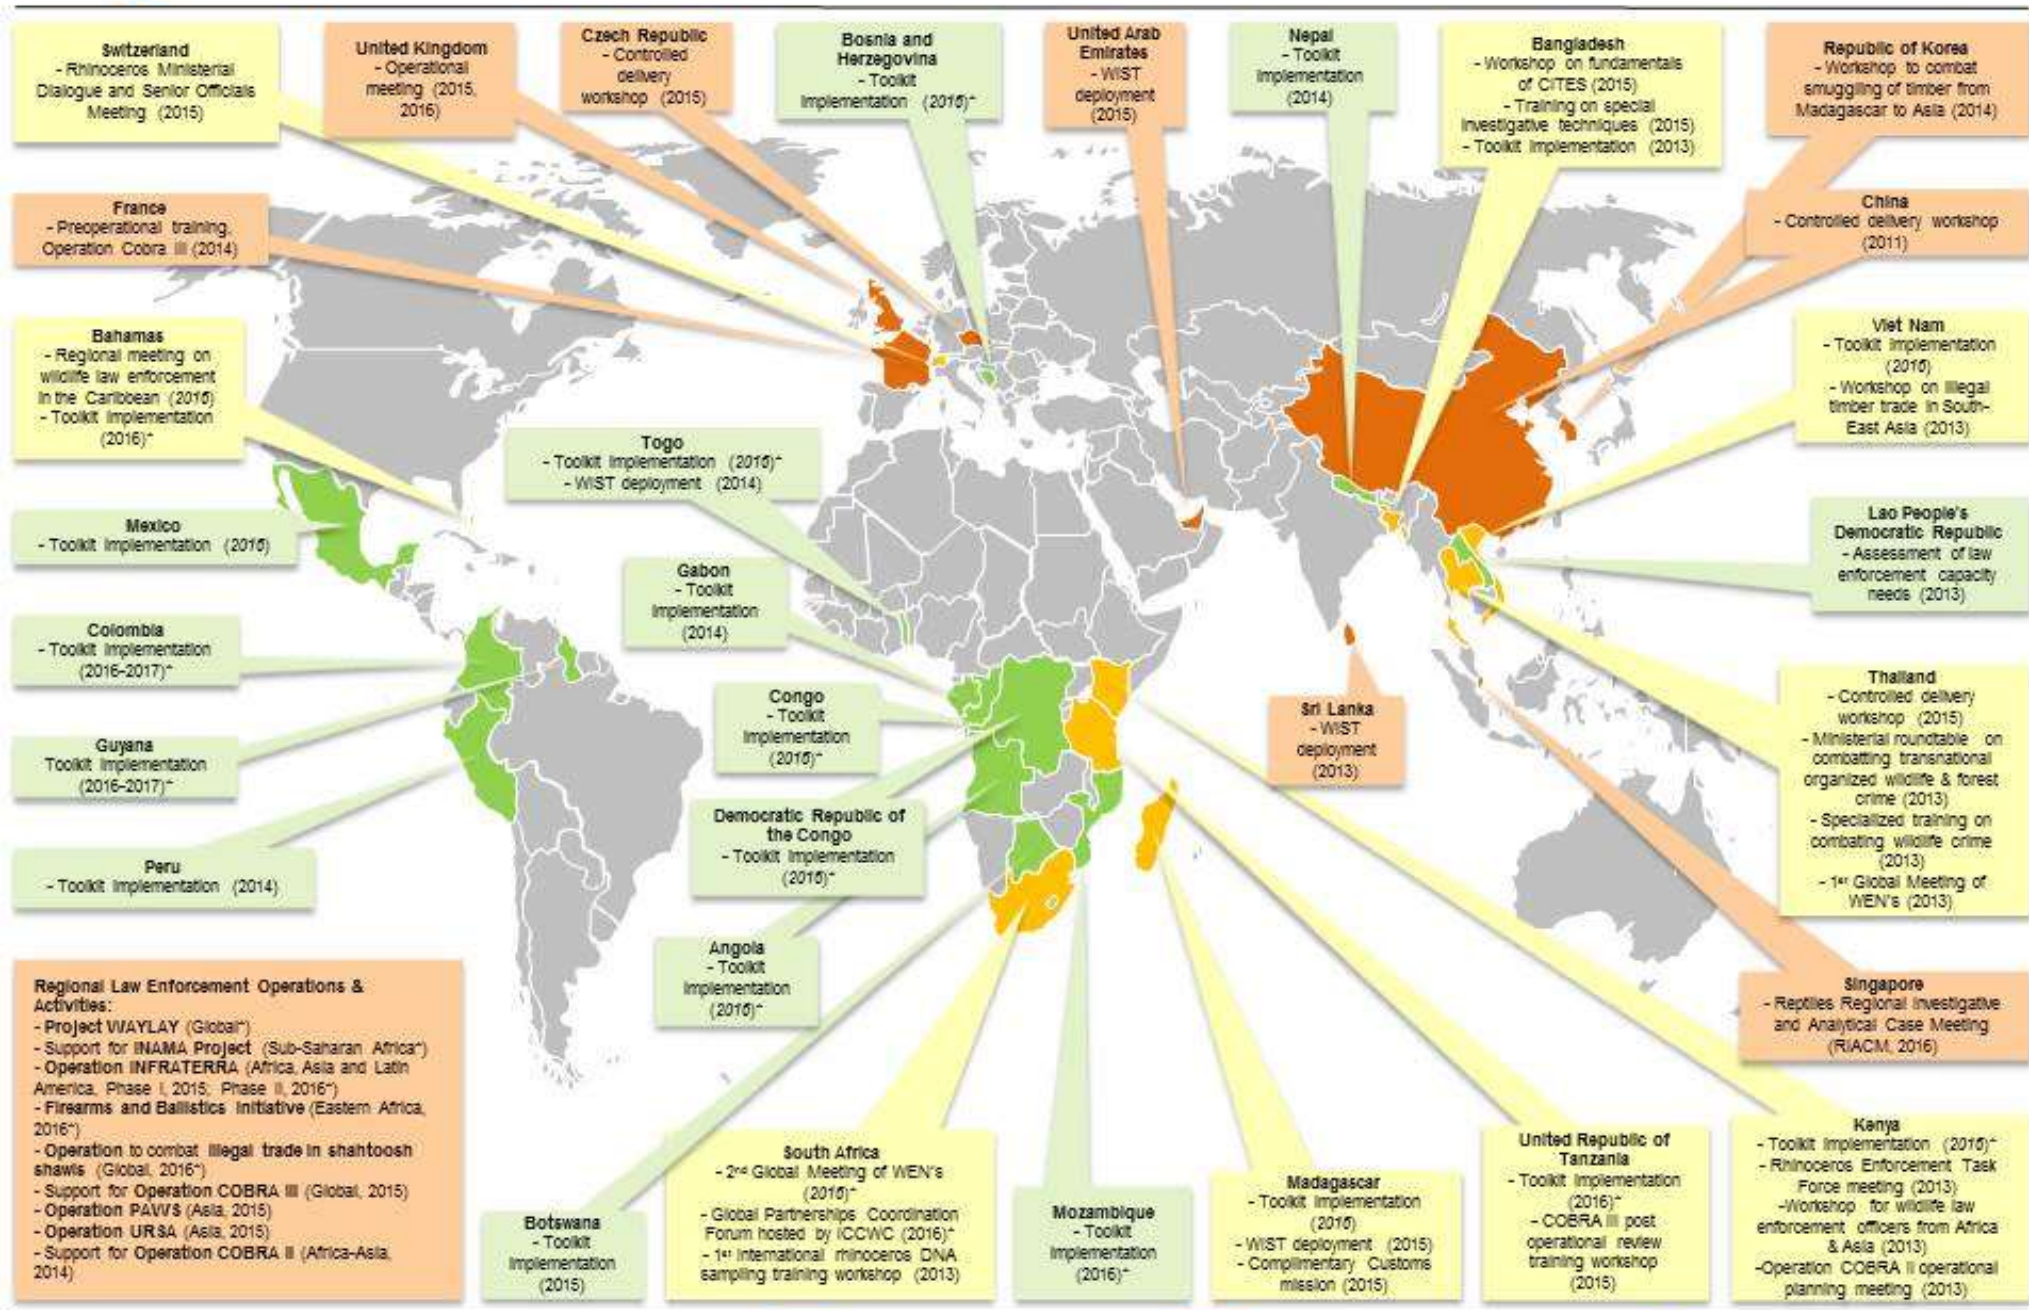 Switzerland
- Rhinoceros Ministerial
Dialogue and Senior Officials
Meeting (2015)
United Kingdom
- Operational
meeting (2015,
2016)
Czech Republic
- Controlled
delivery
workshop (2015)
Bosnia and
Herzegovina
- Toolkit
Implementation (2016)*
United Arab
Emirates
- WIST
deployment
(2015)
Nepal
- Toolkit
Implementation
(2014)
Bangladesh
- Workshop on fundamentals
of CITES (2015)
- Training on special
investigative techniques (2015)
- Toolkit Implementation (2013)
Republic of Korea
- Workshop to combat
smuggling of timber from
Madagascar to Asia (2014)
France
- Preoperational training,
Operation Cobra III (2014)
China
- Controlled delivery workshop
(2011)
Bahamas
- Regional meeting on
wildlife law enforcement
in the Caribbean (2016)
- Toolkit Implementation
(2016)*
Viet Nam
- Toolkit Implementation
(2016)
- Workshop on illegal
timber trade in South-
East Asia (2013)
Togo
- Toolkit Implementation (2016)*
- WIST deployment (2014)
Mexico
- Toolkit Implementation (2016)
Lao People's
Democratic Republic
- Assessment of law
enforcement capacity
needs (2013)
Gabon
- Toolkit
Implementation
(2014)
Colombia
- Toolkit Implementation
(2016-2017)*
Congo
- Toolkit
Implementation
(2016)*
Sri Lanka
- WIST
deployment
(2013)
Thailand
- Controlled delivery
workshop (2015)
- Ministerial roundtable on
combatting transnational
organized wildlife & forest
crime (2013)
- Specialized training on
combating wildlife crime
(2013)
- 1st Global Meeting of
WEN's (2013)
Guyana
Toolkit Implementation
(2016-2017)*
Democratic Republic of
the Congo
- Toolkit Implementation
(2016)*
Peru
- Toolkit Implementation (2014)
Angola
- Toolkit
Implementation
(2016)*
Singapore
- Reptiles Regional Investigative
and Analytical Case Meeting
(RIACM, 2016)
Regional Law Enforcement Operations &
Activities:
- Project WAYLAY (Global*)
- Support for INAMA Project (Sub-Saharan Africa*)
- Operation INFRATERRA (Africa, Asia and Latin
America, Phase I, 2015; Phase II, 2016*)
- Firearms and Ballistics Initiative (Eastern Africa,
2016*)
- Operation to combat illegal trade in shahtoosh
shawls (Global, 2016*)
- Support for Operation COBRA III (Global, 2015)
- Operation PAWS (Asia, 2015)
- Operation URSA (Asia, 2015)
- Support for Operation COBRA II (Africa-Asia,
2014)
Botswana
- Toolkit
Implementation
(2015)
South Africa
- 2nd Global Meeting of WEN's
(2016)*
- Global Partnerships Coordination
Forum hosted by ICCWC (2016)*
- 1st International rhinoceros DNA
sampling training workshop (2013)
Mozambique
- Toolkit
Implementation
(2016)*
Madagascar
- Toolkit Implementation
(2016)
- WIST deployment (2015)
- Complimentary Customs
mission (2015)
United Republic of
Tanzania
- Toolkit Implementation
(2016)*
- COBRA III post
operational review
training workshop
(2015)
Kenya
- Toolkit Implementation (2016)*
- Rhinoceros Enforcement Task
Force meeting (2013)
-Workshop for wildlife law
enforcement officers from Africa
& Asia (2013)
-Operation COBRA II operational
planning meeting (2013)